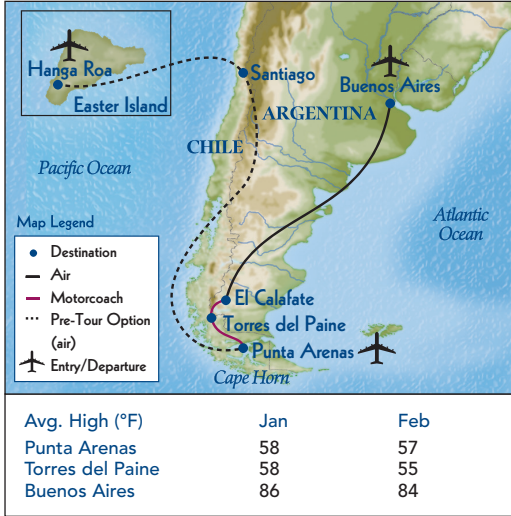 Hanga Roa
Easter Island
Santiago
Buenos Aires
ARGENTINA
CHILE
Pacific Ocean
Atlantic
Ocean
Map Legend
Destination
Air
Motorcoach
Pre-Tour Option
(air)
Entry/Departure
El Calafate
Torres del Paine
Punta Arenas
Cape Horn
Avg. High (°F) Jan Feb
Punta Arenas 58 57
Torres del Paine 58 55
Buenos Aires 86 84